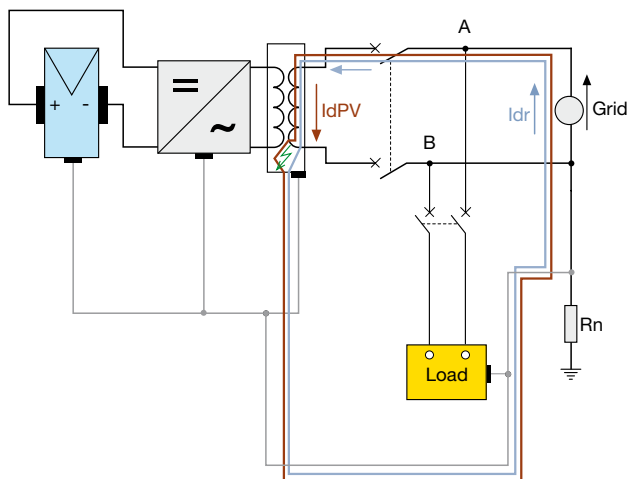 A
+ -
=
~
IdPV
Idr
Grid
B
Rn
Load